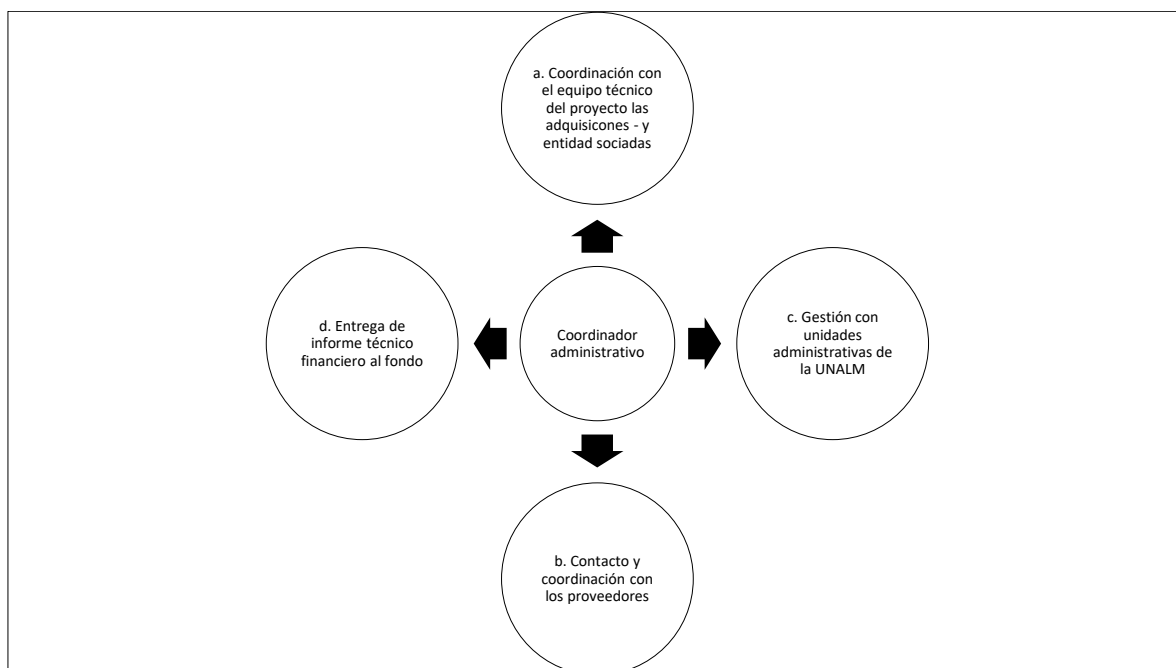 a. Coordinación con
el equipo técnico
del proyecto las
adquisicones - y
entidad sociadas
d. Entrega de
informe técnico
financiero al fondo
Coordinador
administrativo
c. Gestión con
unidades
administrativas de
la UNALM
b. Contacto y
coordinación con
los proveedores